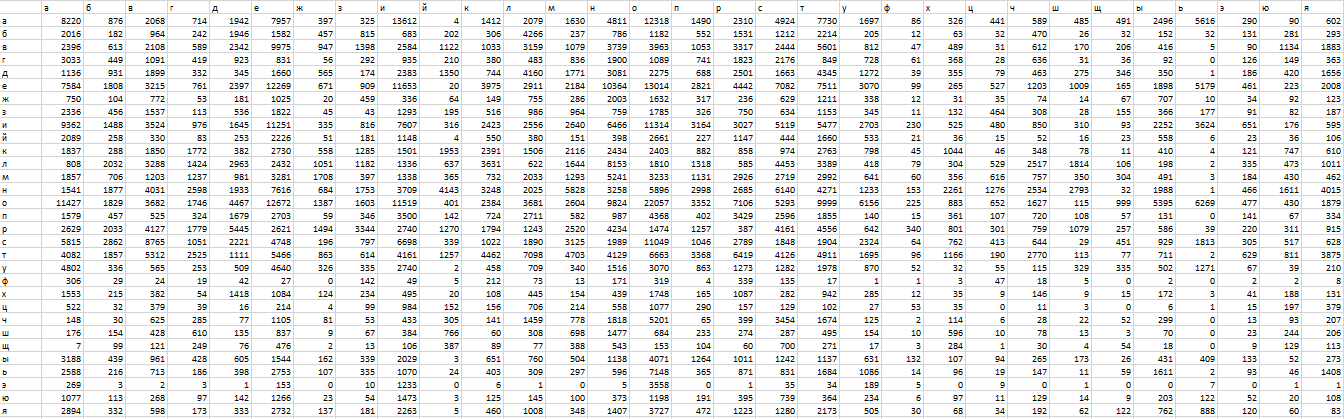 а б в г д е ж з и й к л м н о п р с т у ф х ц ч ш щ ы ь э ю я
а 8220 876 2068 714 1942 7957 397 325 13612 4 1412 2079 1630 4811 12318 1490 2310 4924 7730 1697 86 326 441 589 485 491 2496 5616 290 90 602
б 2016 182 964 242 1946 1582 457 815 683 202 306 4266 237 786 1182 552 1531 1212 2214 205 12 63 32 470 26 32 152 32 131 281 293
в 2396 613 2108 589 2342 9975 947 1398 2584 1122 1033 3159 1079 3739 3963 1053 3317 2444 5601 812 47 489 31 612 170 206 416 5 90 1134 1883
г 3033 449 1091 419 923 831 56 292 935 210 380 483 836 1900 1089 741 1823 2176 849 728 61 368 28 636 31 36 92 0 126 149 363
д 1136 931 1899 332 345 1660 565 174 2383 1350 744 4160 1771 3081 2275 688 2501 1663 4345 1272 39 355 79 463 275 346 350 1 186 420 1656
е 7584 1808 3215 761 2397 12269 671 909 11653 20 3975 2911 2184 10364 13014 2821 4442 7082 7511 3070 99 265 527 1203 1009 165 1898 5179 461 223 2008
ж 750 104 772 53 181 1025 20 459 336 64 149 755 286 2003 1632 317 236 629 1211 338 12 31 35 74 14 67 707 10 34 92 123
з 2336 456 1537 113 536 1822 45 43 1293 195 516 986 964 759 1785 326 750 634 1153 345 11 132 464 308 28 155 366 177 91 82 187
и 9362 1488 3524 976 1645 11251 335 816 7607 316 2423 2556 2640 6466 11314 3164 3027 5119 5477 2703 230 525 480 850 310 93 2252 3624 651 176 595
й 2089 258 330 83 253 2226 51 181 1148 4 550 380 151 398 2661 227 1147 444 1660 533 21 36 15 52 16 23 558 6 23 36 106
к 1837 288 1850 1772 382 2730 558 1285 1501 1953 2391 1506 2116 2434 2403 882 858 974 2763 798 45 1044 46 348 78 11 410 4 121 747 610
л 808 2032 3288 1424 2963 2432 1051 1182 1336 637 3631 622 1644 8153 1810 1318 585 4453 3389 418 79 304 529 2517 1814 106 198 2 335 473 1011
м 1857 706 1203 1237 981 3281 1708 397 1338 365 732 2033 1293 5241 3233 1131 2926 2719 2992 641 60 356 616 757 350 304 491 3 184 430 462
н 1541 1877 4031 2598 1933 7616 684 1753 3709 4143 3248 2025 5828 3258 5896 2998 2685 6140 4271 1233 153 2261 1276 2534 2793 32 1988 1 466 1611 4015
о 11427 1829 3682 1746 4467 12672 1387 1603 11519 401 2384 3681 2604 9824 22057 3352 7106 5293 9999 6156 225 883 652 1627 115 999 5395 6269 477 430 1879
п 1579 457 525 324 1679 2703 59 346 3500 142 724 2711 582 987 4368 402 3429 2596 1855 140 15 361 107 720 108 57 131 0 141 67 334
р 2629 2033 4127 1779 5445 2621 1494 3344 2740 1270 1794 1243 2520 4234 1474 1257 387 4161 4556 642 340 801 301 759 1079 257 586 39 220 311 915
с 5815 2862 8765 1051 2221 4748 196 797 6698 339 1022 1890 3125 1989 11049 1046 2789 1848 1904 2324 64 762 413 644 29 451 929 1813 305 517 628
т 4082 1857 5312 2525 1111 5466 863 614 4161 1257 4462 7098 4703 4129 6663 3368 6419 4126 4911 1695 96 1166 190 2770 113 77 711 2 629 811 3875
у 4802 336 565 253 509 4640 326 335 2740 2 458 709 340 1516 3070 863 1273 1282 1978 870 52 32 55 115 329 335 502 1271 67 39 210
ф 306 29 24 19 42 27 0 142 49 5 212 73 13 171 319 4 339 135 17 1 1 3 47 18 5 0 2 0 2 2 8
х 1553 215 382 54 1418 1084 124 234 495 20 108 445 154 439 1748 165 1087 282 942 285 12 35 9 146 9 15 172 3 41 188 131
ц 522 32 379 39 16 214 4 99 984 152 156 706 214 558 1077 290 157 129 102 27 53 35 0 11 3 0 6 1 15 197 379
ч 148 30 625 285 77 1105 81 53 433 305 141 1459 778 1818 5201 65 399 3454 1674 125 2 114 6 28 22 52 299 0 13 93 207
ш 176 154 428 610 135 837 9 67 384 766 60 308 698 1477 684 233 274 287 495 154 10 596 10 78 13 3 70 0 23 244 206
щ 7 99 121 249 76 476 2 13 106 387 89 77 388 543 153 104 60 700 271 17 3 284 1 30 4 54 18 0 9 129 113
ы 3188 439 961 428 605 1544 162 339 2029 3 651 760 504 1138 4071 1264 1011 1242 1137 631 132 107 94 265 173 26 431 409 133 52 273
ь 2588 216 713 186 398 2753 107 335 1070 24 403 309 297 596 7148 365 871 831 1684 1086 14 96 19 147 11 59 1611 2 93 46 1408
э 269 3 2 3 1 153 0 10 1233 0 6 1 0 5 3558 0 1 35 34 189 5 0 9 0 1 0 0 7 0 1 1
ю 1077 113 268 97 142 1266 23 54 1473 3 125 145 100 373 1198 191 395 739 364 234 6 97 11 129 14 9 123 12 52 20 108
я 2894 332 598 173 333 2732 137 181 2263 5 460 1008 348 1407 3727 472 1223 1280 2173 505 30 68 34 192 62 122 762 888 120 60 85